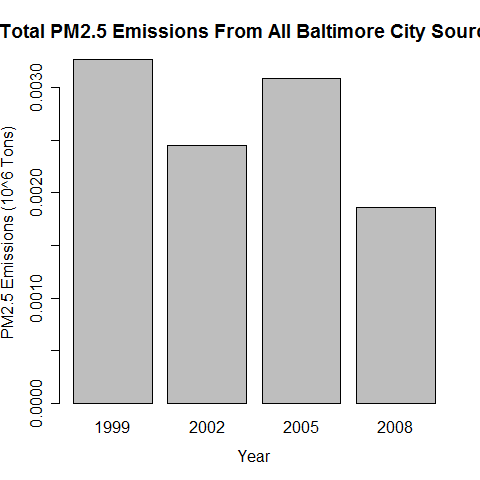 Total PM2.5 Emissions From All Baltimore City Sour
PM2.5 Emissions (10^6 Tons)
0.0030
0.0020
0.0010
0.0000
1999 2002 2005 2008
Year